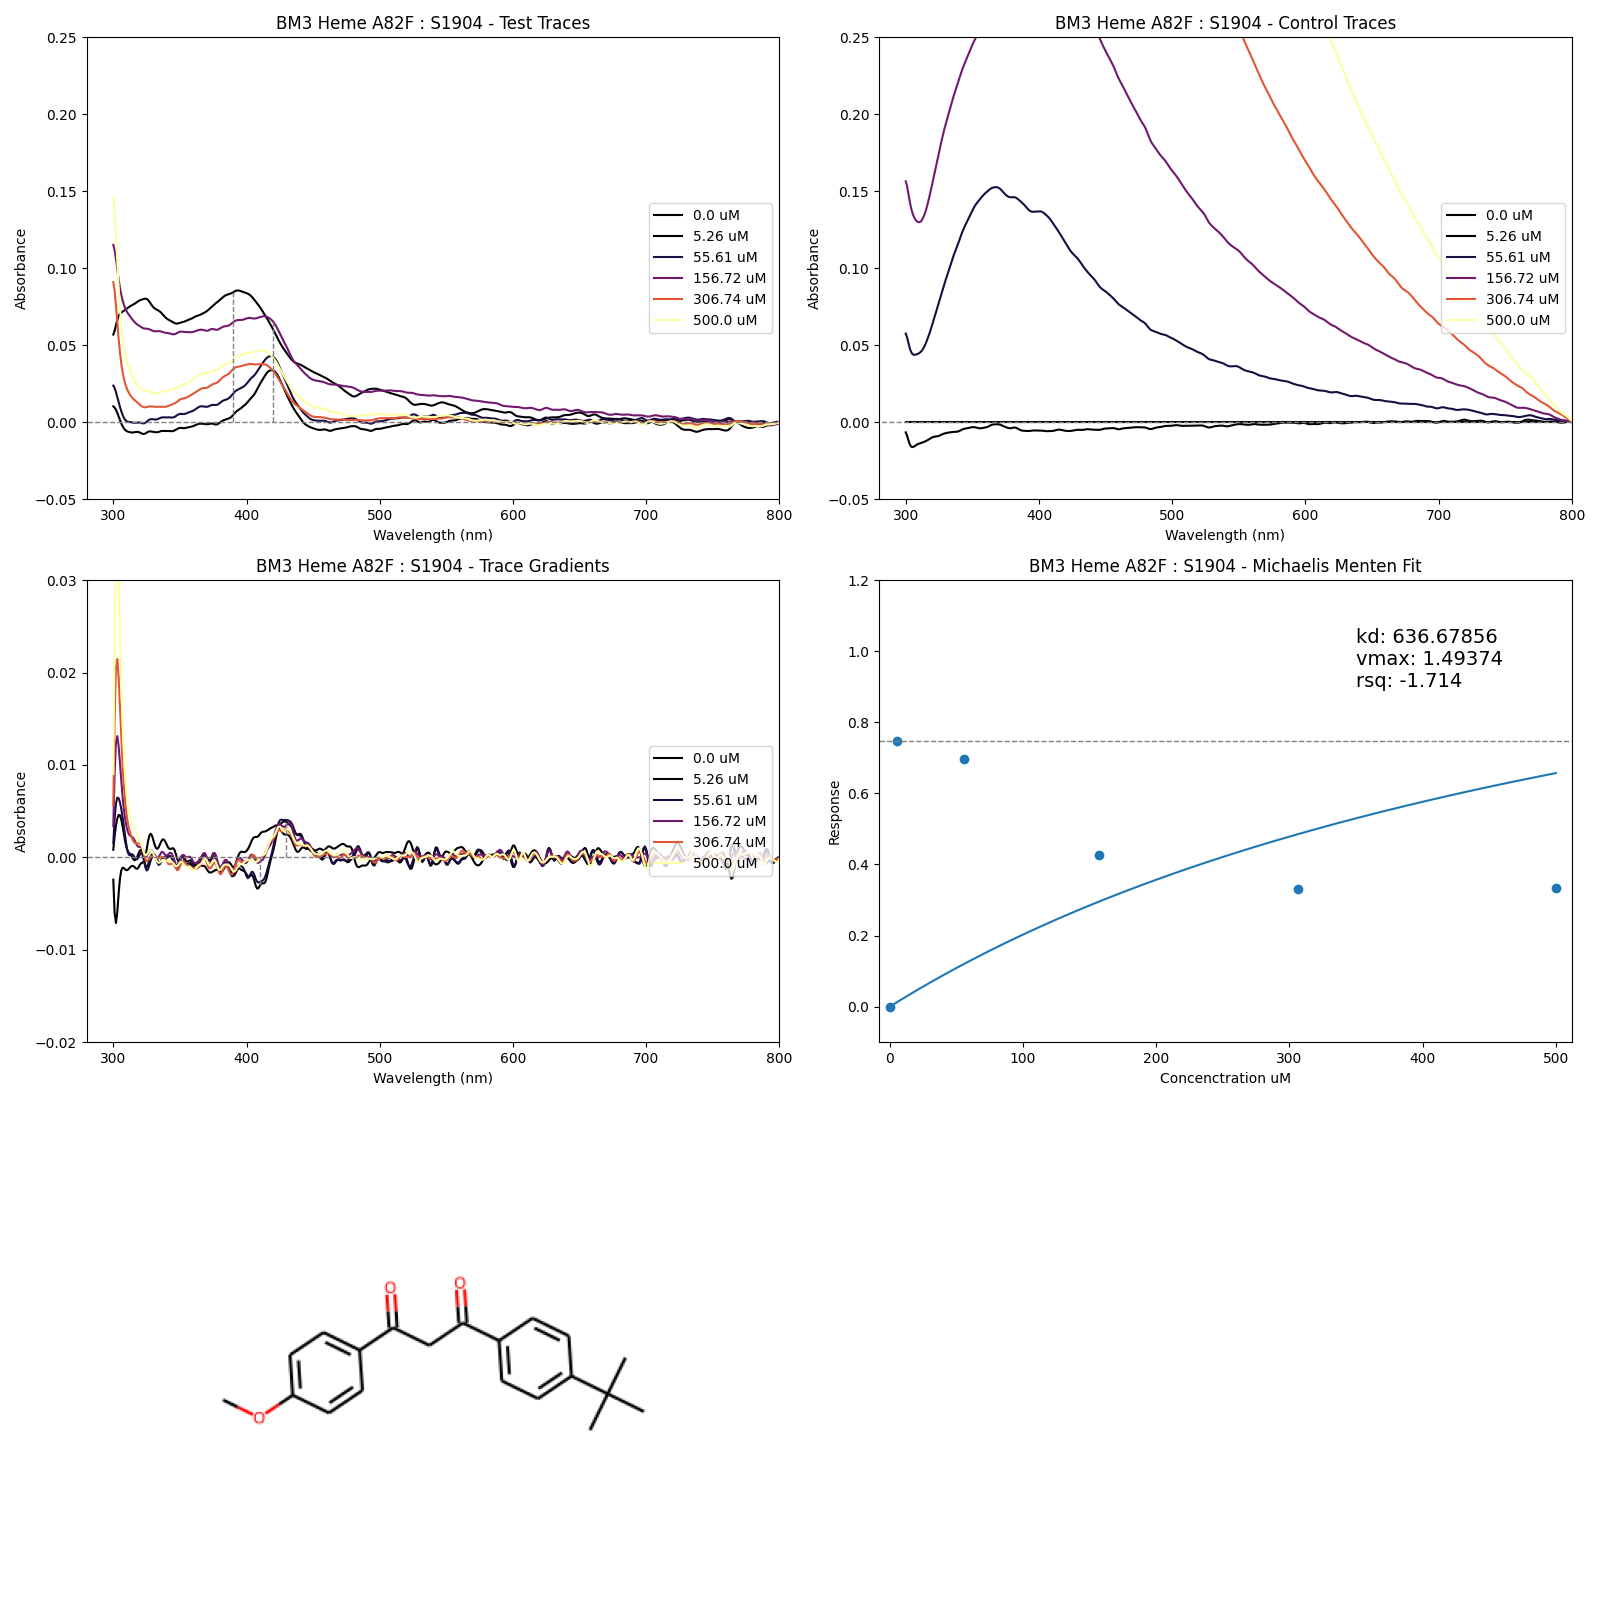 BM3 Heme A82F : S1904 - Test Traces
0.25
0.20
0.15
0.10
0.05
0.00
−0.05
Absorbance
300 400 500 600 700 800
Wavelength (nm)
0.0 uM
5.26 uM
55.61 uM
156.72 uM
306.74 uM
500.0 uM
BM3 Heme A82F : S1904 - Control Traces
0.25
0.20
0.15
0.10
0.05
0.00
−0.05
Absorbance
300 400 500 600 700 800
Wavelength (nm)
0.0 uM
5.26 uM
55.61 uM
156.72 uM
306.74 uM
500.0 uM
BM3 Heme A82F : S1904 - Trace Gradients
0.03
0.02
0.01
0.00
−0.01
−0.02
Absorbance
300 400 500 600 700 800
Wavelength (nm)
0.0 uM
5.26 uM
55.61 uM
156.72 uM
306.74 uM
500.0 uM
BM3 Heme A82F : S1904 - Michaelis Menten Fit
1.2
1.0
0.8
0.6
0.4
0.2
0.0
Response
kd: 636.67856
vmax: 1.49374
rsq: -1.714
0 100 200 300 400 500
Concenctration uM
O
O
O